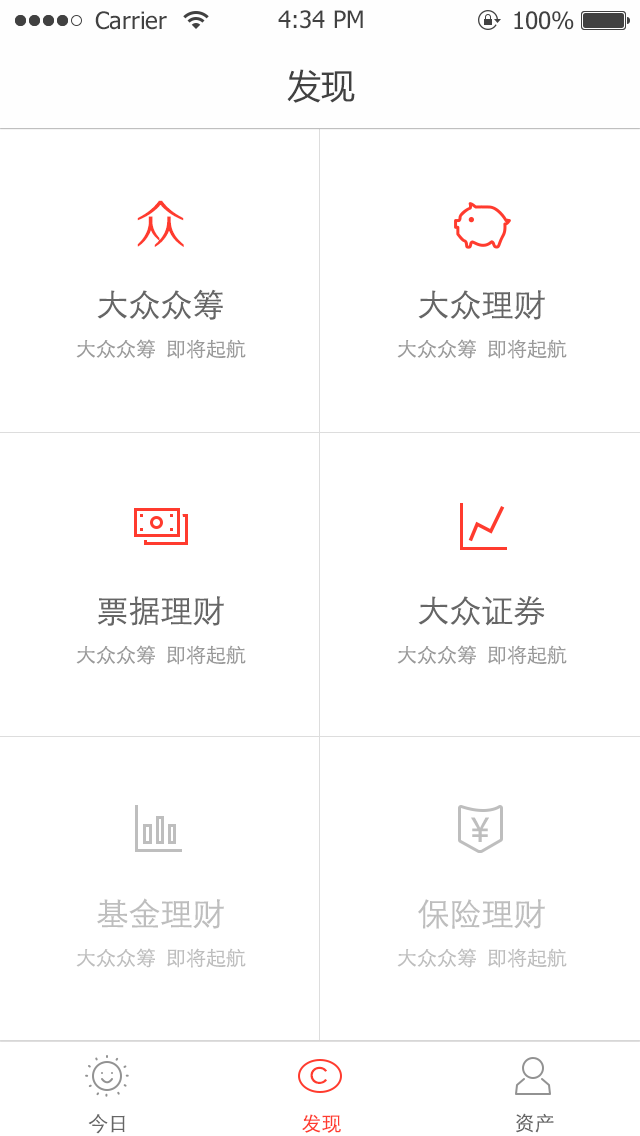 Carrier 4:34 PM 100%
发现
众
大众众筹
大众众筹 即将起航
大众理财
大众众筹 即将起航
票据理财
大众众筹 即将起航
大众证券
大众众筹 即将起航
¥
基金理财
大众众筹 即将起航
保险理财
大众众筹 即将起航
今日
C
发现
资产